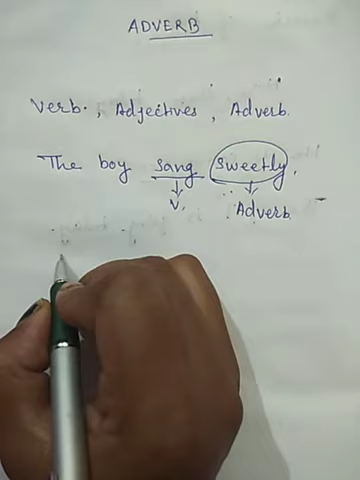 ADVERB
Verb. , Adjectives , Adverb.
The boy sang sweetly.
V. Adverb